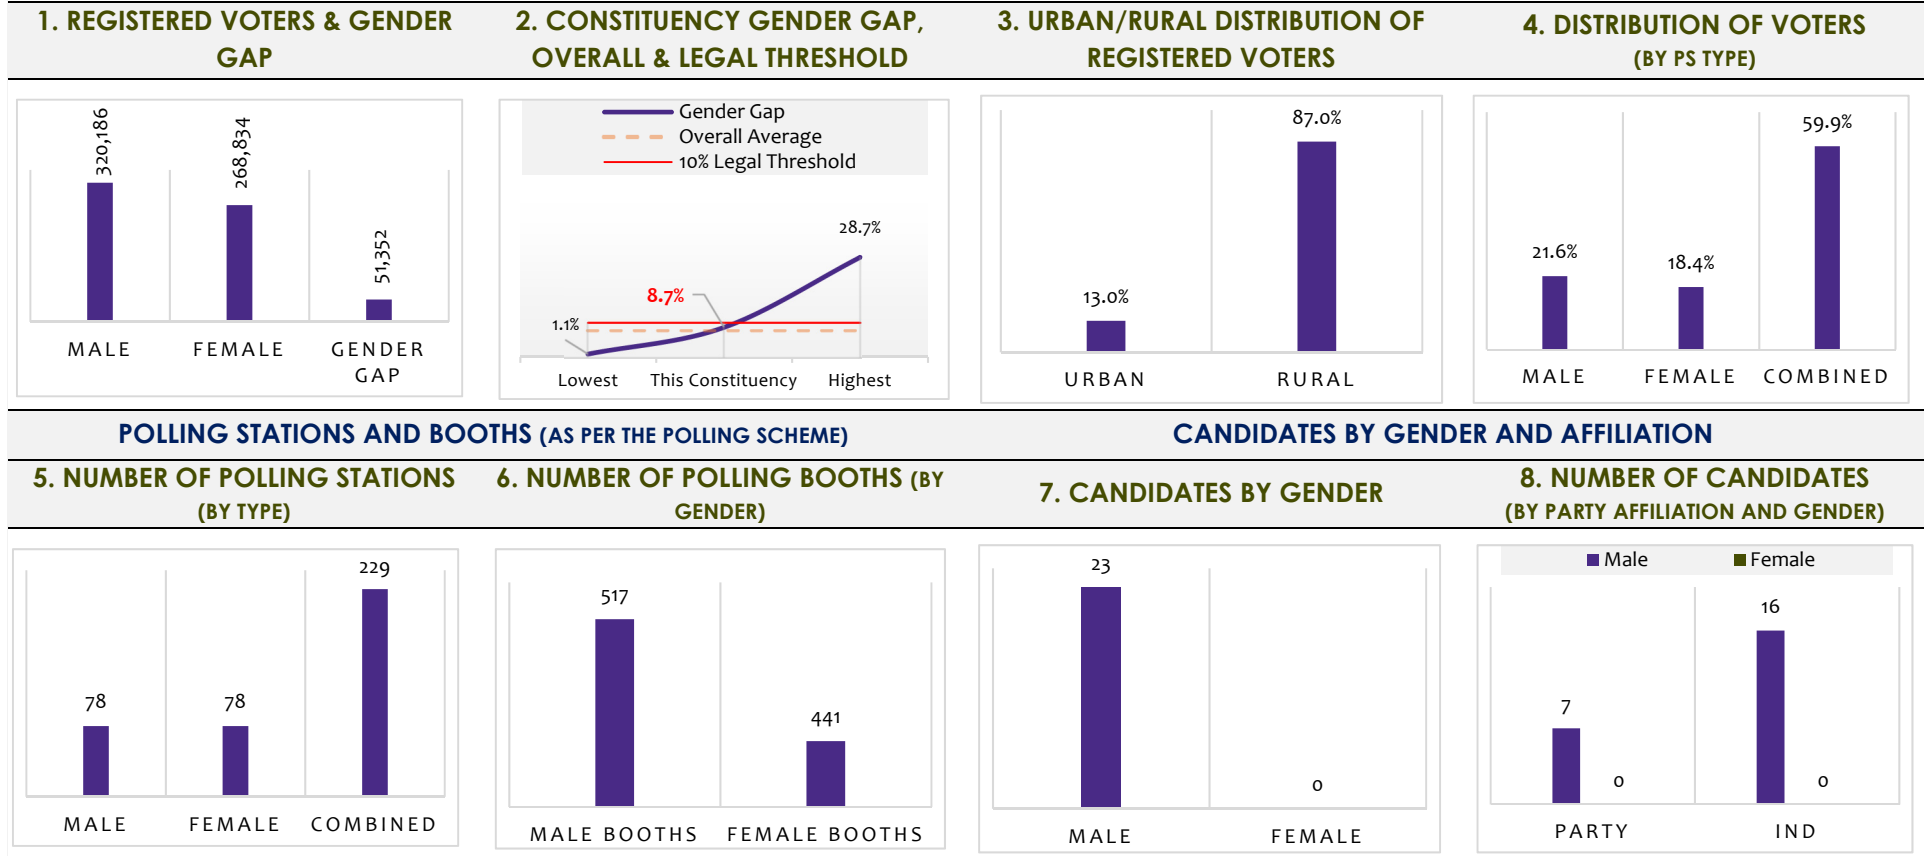 1. REGISTERED VOTERS & GENDER
GAP
2. CONSTITUENCY GENDER GAP,
OVERALL & LEGAL THRESHOLD
3. URBAN/RURAL DISTRIBUTION OF
REGISTERED VOTERS
4. DISTRIBUTION OF VOTERS
(BY PS TYPE)
320,186
268,834
51,352
MALE
FEMALE
GENDER
GAP
Gender Gap
Overall Average
10% Legal Threshold
28.7%
8.7%
1.1%
Lowest
This Constituency
Highest
87.0%
13.0%
URBAN
RURAL
59.9%
21.6%
18.4%
MALE
FEMALE
COMBINED
POLLING STATIONS AND BOOTHS (AS PER THE POLLING SCHEME)
CANDIDATES BY GENDER AND AFFILIATION
5. NUMBER OF POLLING STATIONS
(BY TYPE)
6. NUMBER OF POLLING BOOTHS (BY
GENDER)
7. CANDIDATES BY GENDER
8. NUMBER OF CANDIDATES
(BY PARTY AFFILIATION AND GENDER)
229
78
78
MALE
FEMALE
COMBINED
517
441
MALE BOOTHS
FEMALE BOOTHS
23
0
MALE
FEMALE
Male
Female
16
7
0
0
PARTY
IND